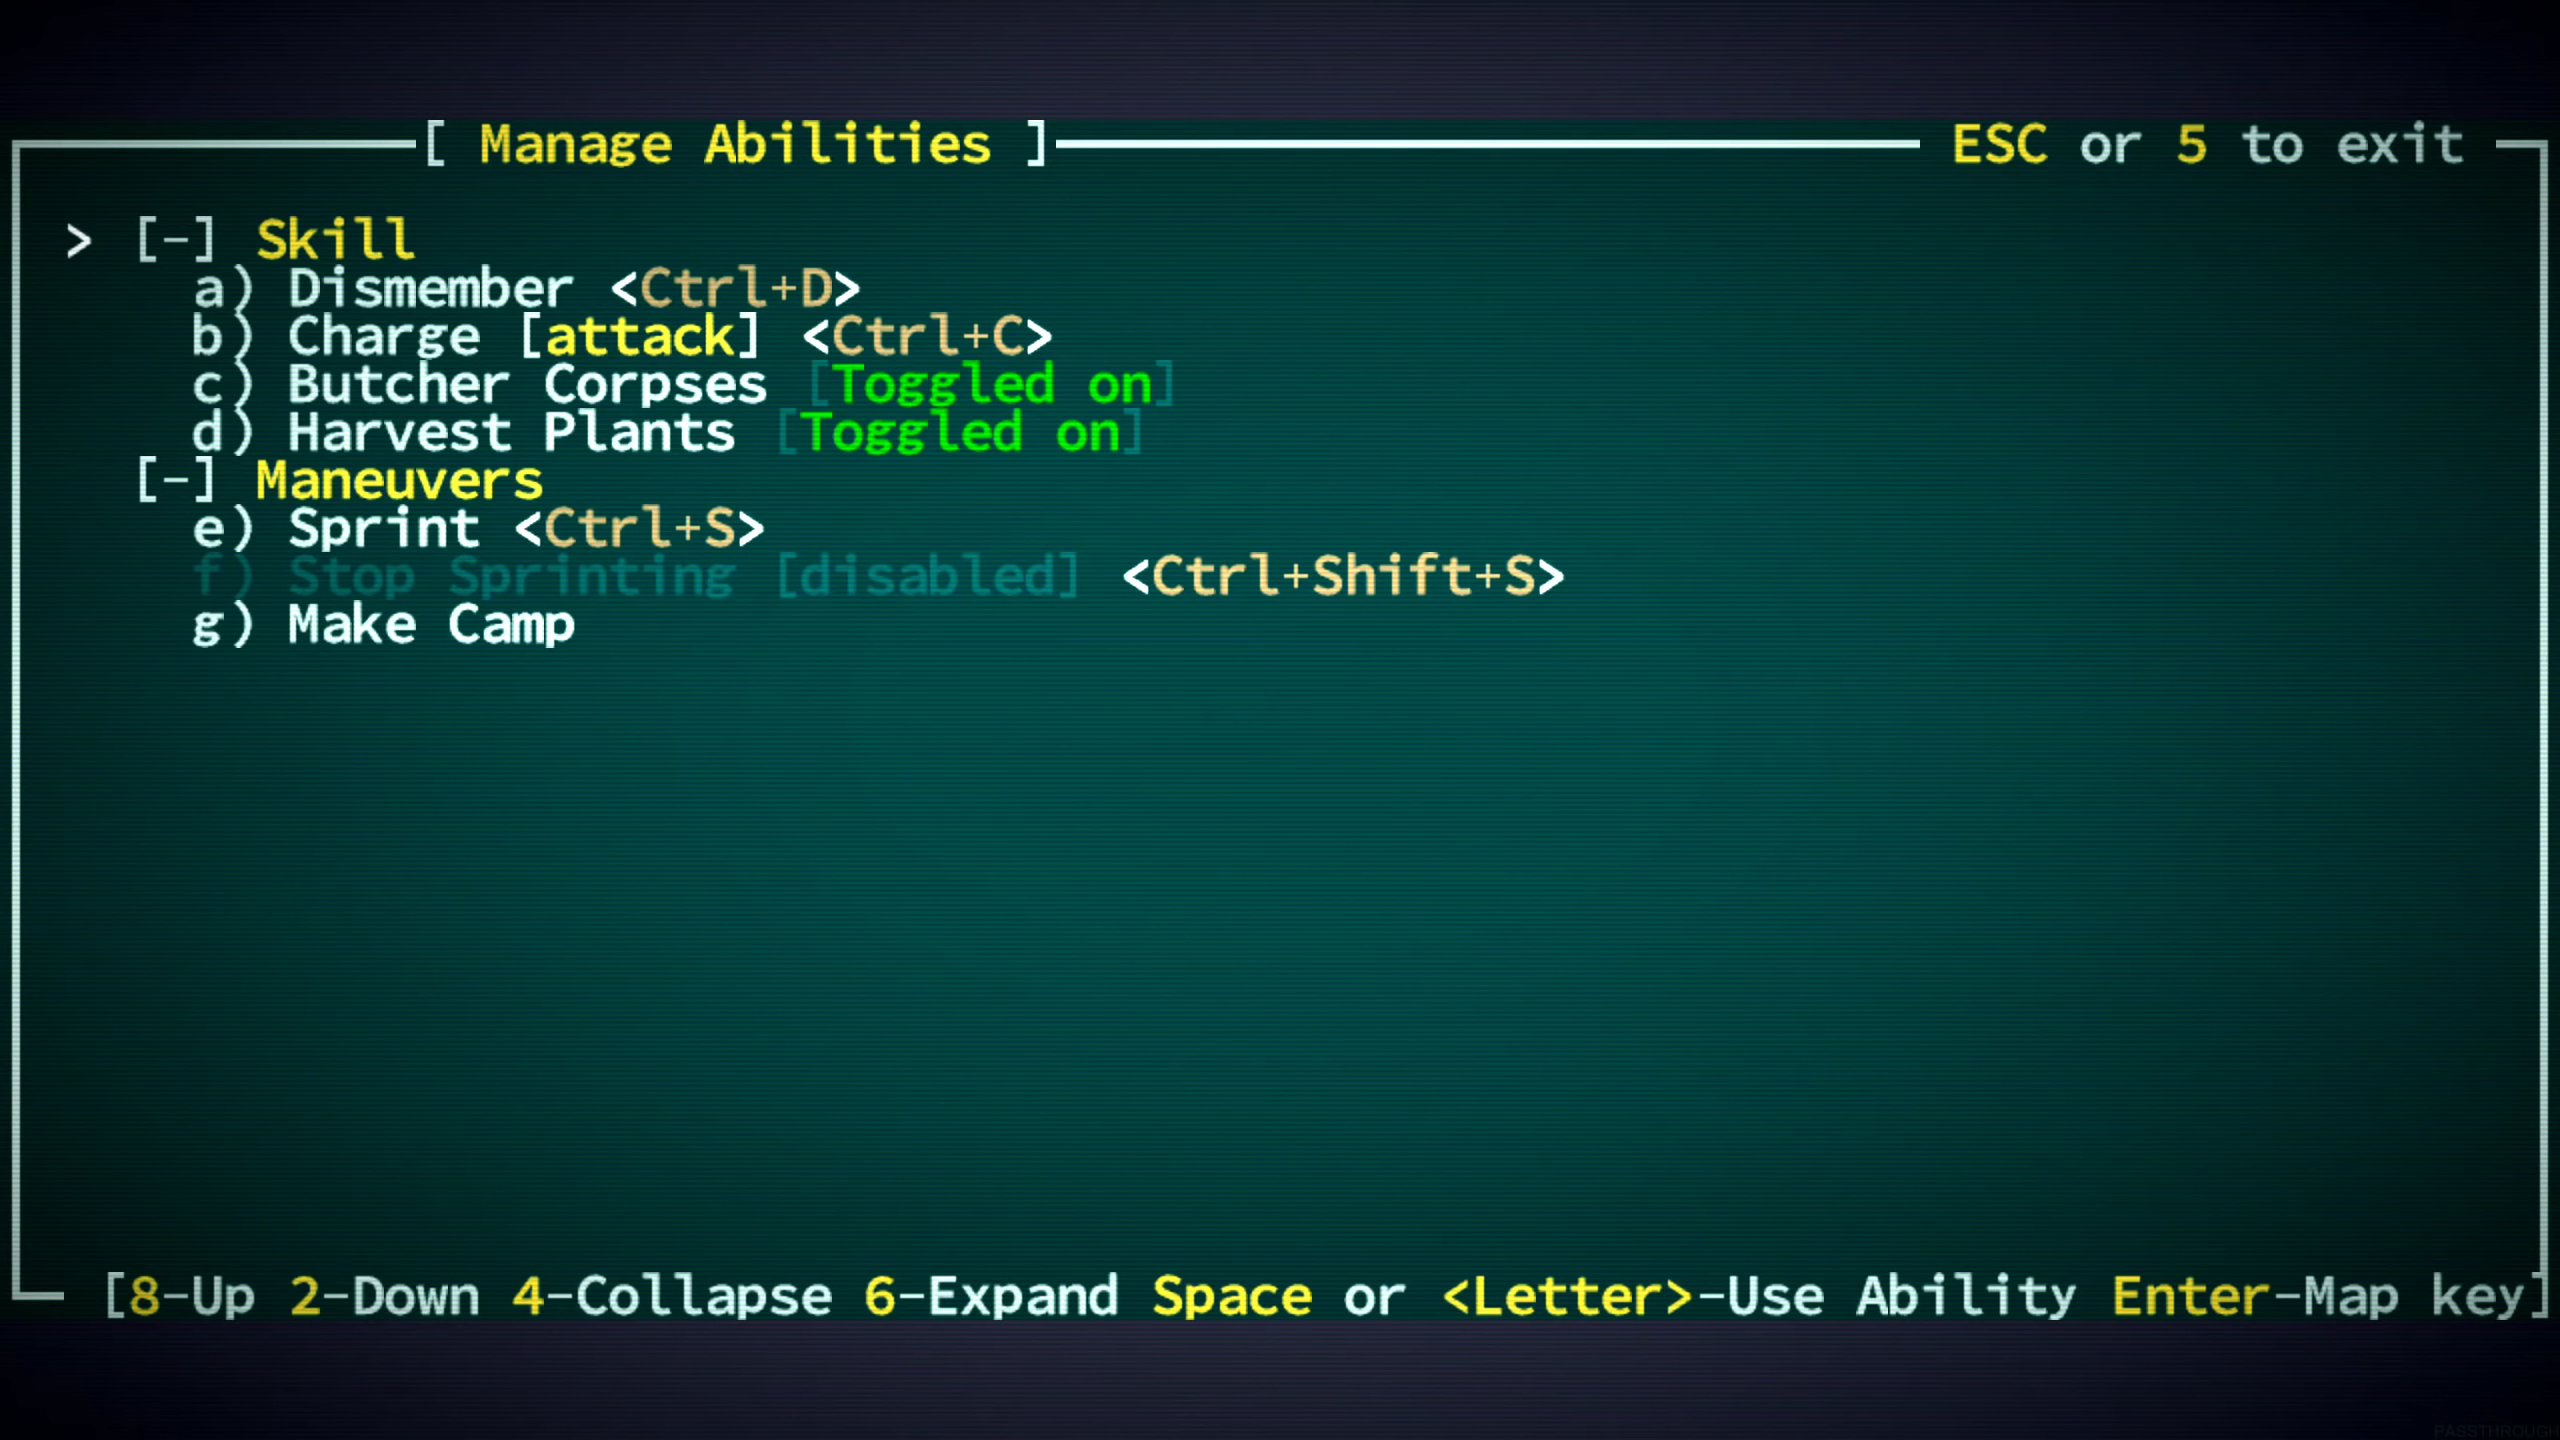 [ Manage Abilities ] ESC or 5 to exit
> [-] Skill
a) Dismember <Ctrl+D>
b) Charge [attack] <Ctrl+C>
c) Butcher Corpses [Toggled on]
d) Harvest Plants [Toggled on]
[-] Maneuvers
e) Sprint <Ctrl+S>
f) Stop Sprinting [disabled] <Ctrl+Shift+S>
g) Make Camp
[8-Up 2-Down 4-Collapse 6-Expand Space or <Letter>-Use Ability Enter-Map key]